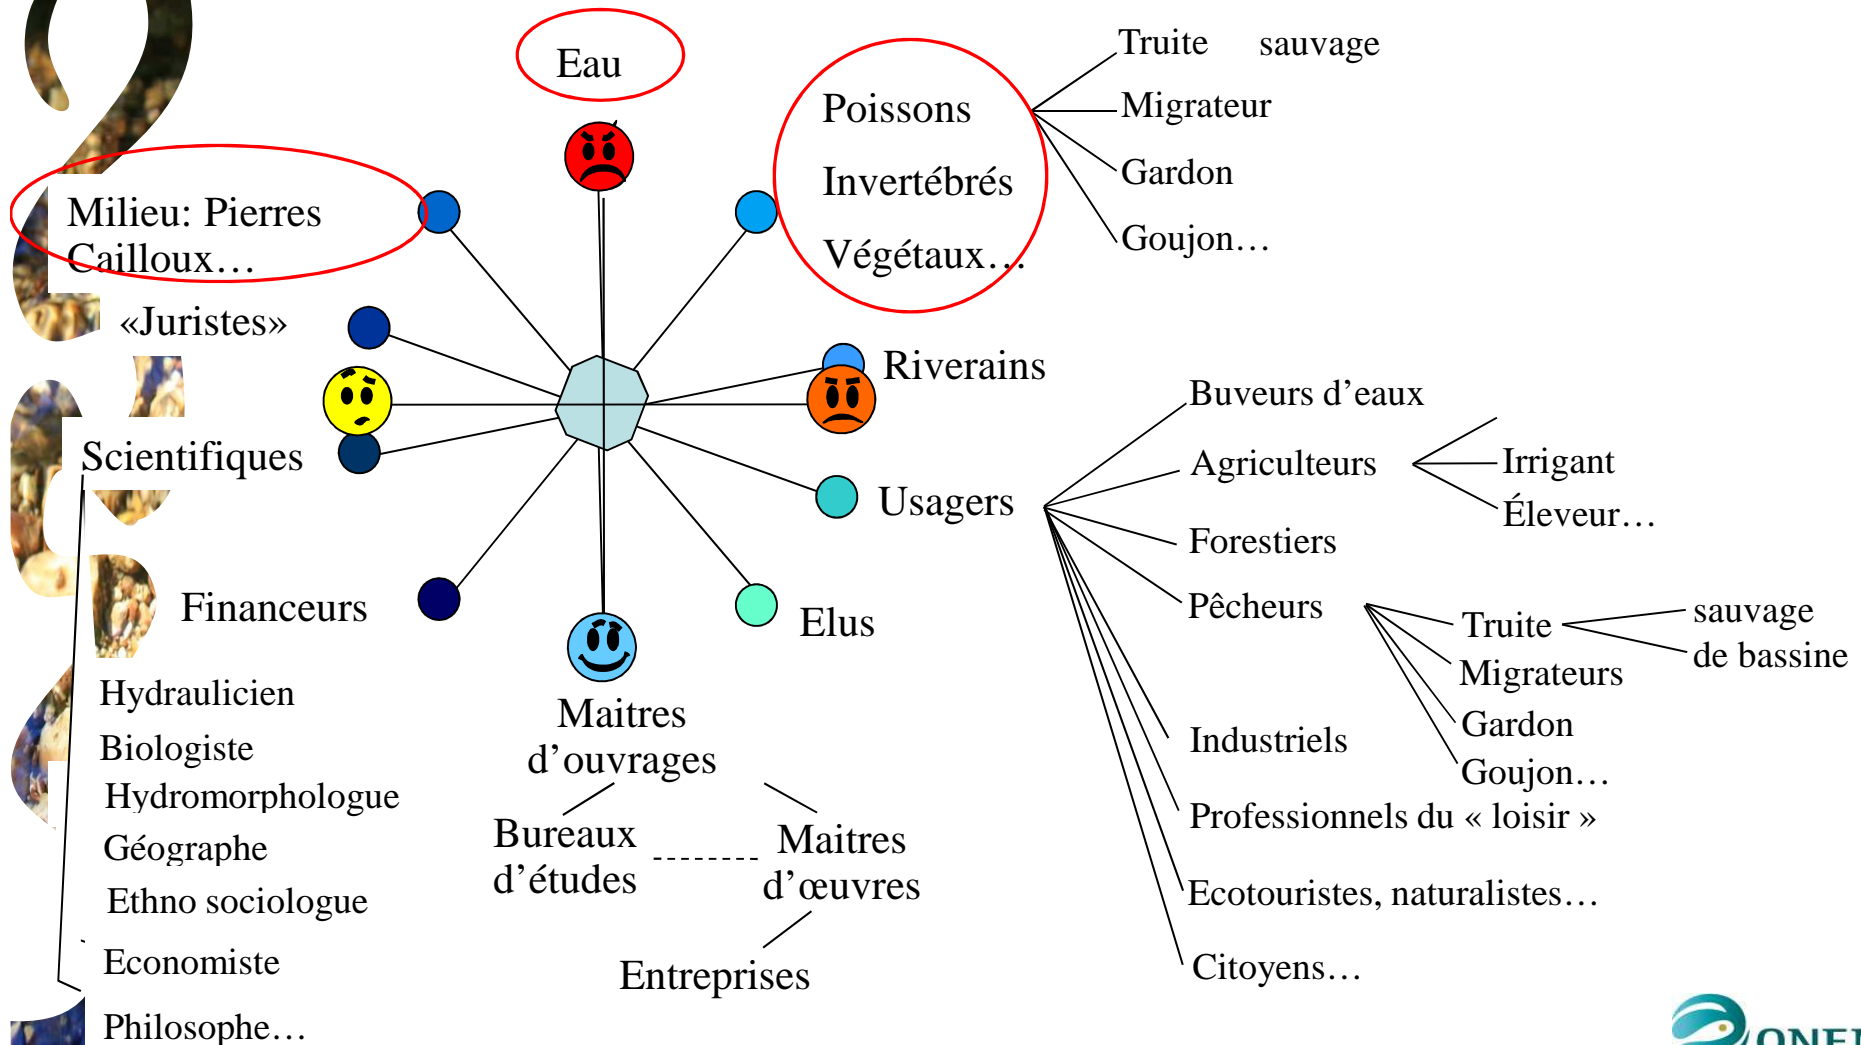 Eau
Truite sauvage
Poissons
Migrateur
Invertébrés
Gardon
Végétaux…
Goujon…
Milieu: Pierres
Cailloux…
«Juristes»
Riverains
Scientifiques
Usagers
Buveurs d’eaux
Agriculteurs
Irrigant
Éleveur…
Forestiers
Pêcheurs
Truite
sauvage
de bassine
Migrateurs
Gardon
Goujon…
Industriels
Professionnels du « loisir »
Ecotouristes, naturalistes…
Citoyens…
Financeurs
Elus
Hydraulicien
Biologiste
Hydromorphologue
Géographe
Ethno sociologue
Economiste
Philosophe…
Maitres
d’ouvrages
Bureaux
d’études
Maitres
d’œuvres
Entreprises